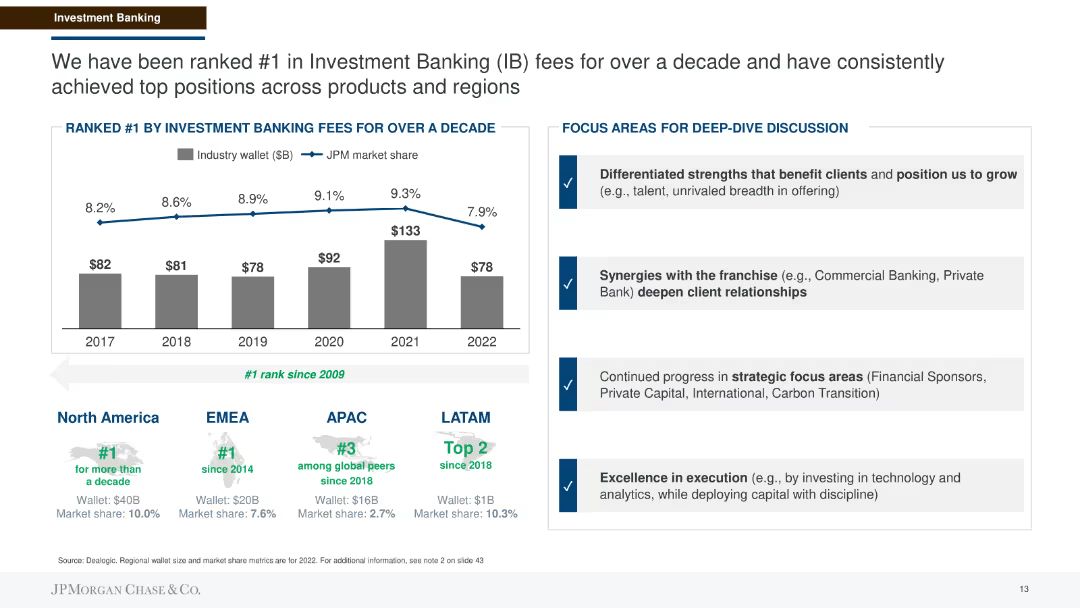 Investment Banking
We have been ranked #1 in Investment Banking (IB) fees for over a decade and have consistently
achieved top positions across products and regions
RANKED #1 BY INVESTMENT BANKING FEES FOR OVER A DECADE
Industry wallet ($B) JPM market share
8.2% 8.6% 8.9% 9.1% 9.3% 7.9%
$82 $81 $78 $92 $133 $78
2017 2018 2019 2020 2021 2022
#1 rank since 2009
North America
#1
for more than
a decade
Wallet: $40B
Market share: 10.0%
EMEA
#1
since 2014
Wallet: $20B
Market share: 7.6%
APAC
#3
among global peers
since 2018
Wallet: $16B
Market share: 2.7%
LATAM
Top 2
since 2018
Wallet: $1B
Market share: 10.3%
FOCUS AREAS FOR DEEP-DIVE DISCUSSION
✓ Differentiated strengths that benefit clients and position us to grow
(e.g., talent, unrivaled breadth in offering)
✓ Synergies with the franchise (e.g., Commercial Banking, Private
Bank) deepen client relationships
✓ Continued progress in strategic focus areas (Financial Sponsors,
Private Capital, International, Carbon Transition)
✓ Excellence in execution (e.g., by investing in technology and
analytics, while deploying capital with discipline)
Source: Dealogic. Regional wallet size and market share metrics are for 2022. For additional information, see note 2 on slide 43
JPMORGAN CHASE & CO.
13